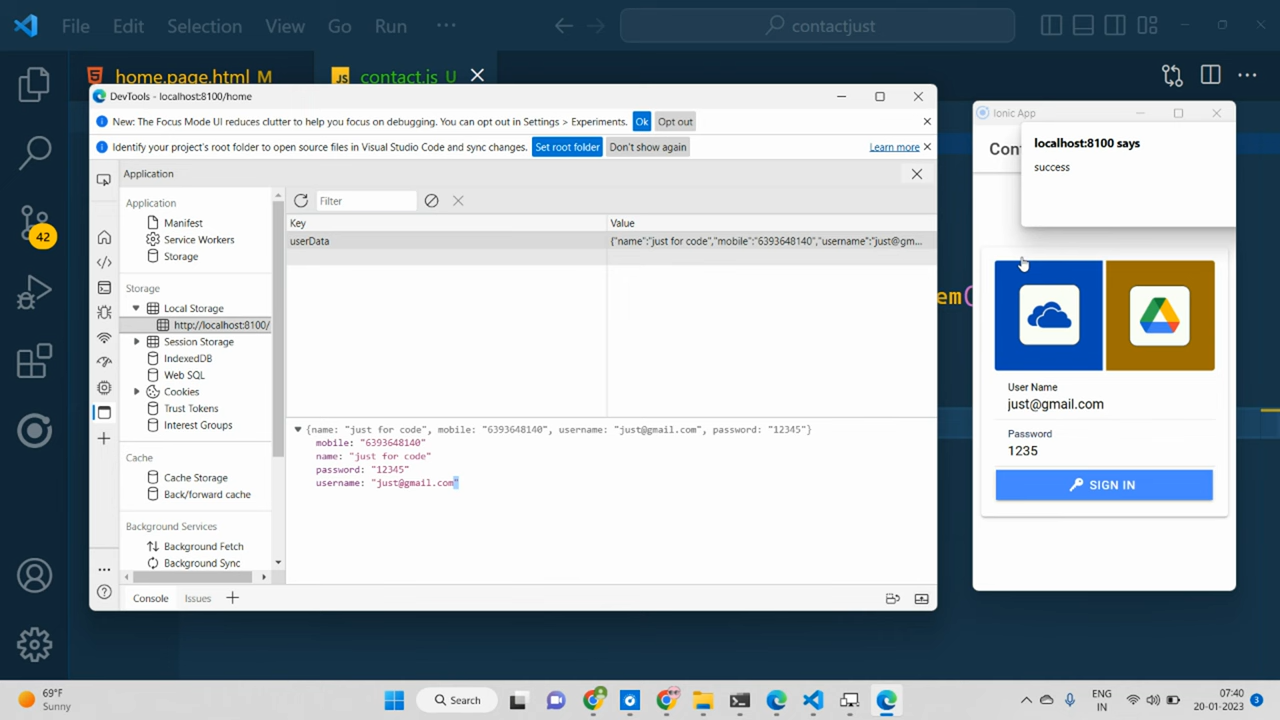 File Edit Selection View Go Run ··· contactjust
home.page.html M contact.js U
DevTools - localhost:8100/home
New: The Focus Mode UI reduces clutter to help you focus on debugging. You can opt out in Settings > Experiments. Ok Opt out
Identify your project's root folder to open source files in Visual Studio Code and sync changes. Set root folder Don't show again Learn more
Application
Application
Manifest
Service Workers
Storage
Storage
Local Storage
http://localhost:8100/
Session Storage
IndexedDB
Web SQL
Cookies
Trust Tokens
Interest Groups
Cache
Cache Storage
Back/forward cache
Background Services
Background Fetch
Background Sync
Filter
Key Value
userData {"name":"just for code","mobile":"6393648140","username":"just@gm...
{name: "just for code", mobile: "6393648140", username: "just@gmail.com", password: "12345"}
mobile: "6393648140"
name: "just for code"
password: "12345"
username: "just@gmail.com"
Console Issues
em(
Ionic App
Con
localhost:8100 says
success
User Name
just@gmail.com
Password
1235
SIGN IN
42
69°F
Sunny
Search
ENG
IN
07:40
20-01-2023
3